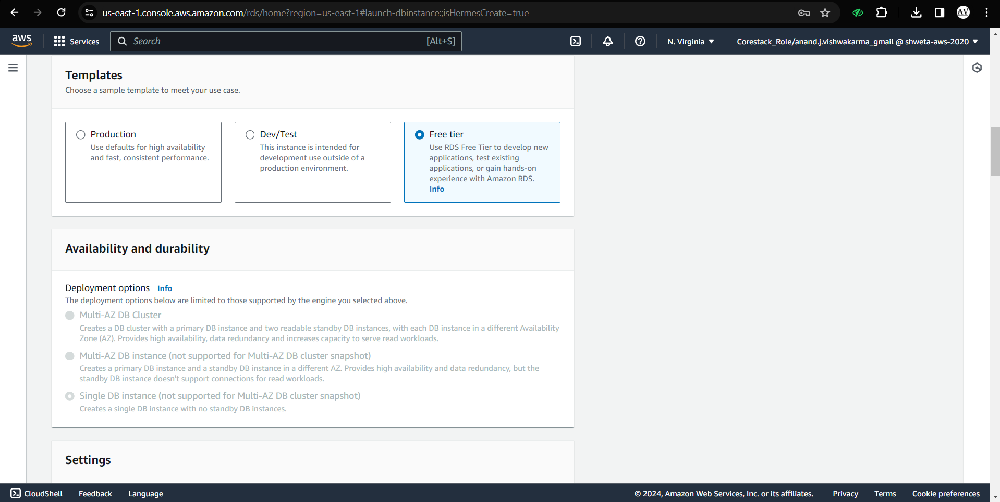 us-east-1.console.aws.amazon.com/rds/home?region=us-east-1#launch-dbinstance:;isHermesCreate=true
AV
aws
Services
Search
[Alt+S]
N. Virginia
Corestack_Role/anand.j.vishwakarma_gmail @ shweta-aws-2020
Templates
Choose a sample template to meet your use case.
Production
Use defaults for high availability
and fast, consistent performance.
Dev/Test
This instance is intended for
development use outside of a
production environment.
Free tier
Use RDS Free Tier to develop new
applications, test existing
applications, or gain hands-on
experience with Amazon RDS.
Info
Availability and durability
Deployment options Info
The deployment options below are limited to those supported by the engine you selected above.
Multi-AZ DB Cluster
Creates a DB cluster with a primary DB instance and two readable standby DB instances, with each DB instance in a different Availability
Zone (AZ). Provides high availability, data redundancy and increases capacity to serve read workloads.
Multi-AZ DB instance (not supported for Multi-AZ DB cluster snapshot)
Creates a primary DB instance and a standby DB instance in a different AZ. Provides high availability and data redundancy, but the
standby DB instance doesn't support connections for read workloads.
Single DB instance (not supported for Multi-AZ DB cluster snapshot)
Creates a single DB instance with no standby DB instances.
Settings
CloudShell
Feedback
Language
© 2024, Amazon Web Services, Inc. or its affiliates.
Privacy
Terms
Cookie preferences